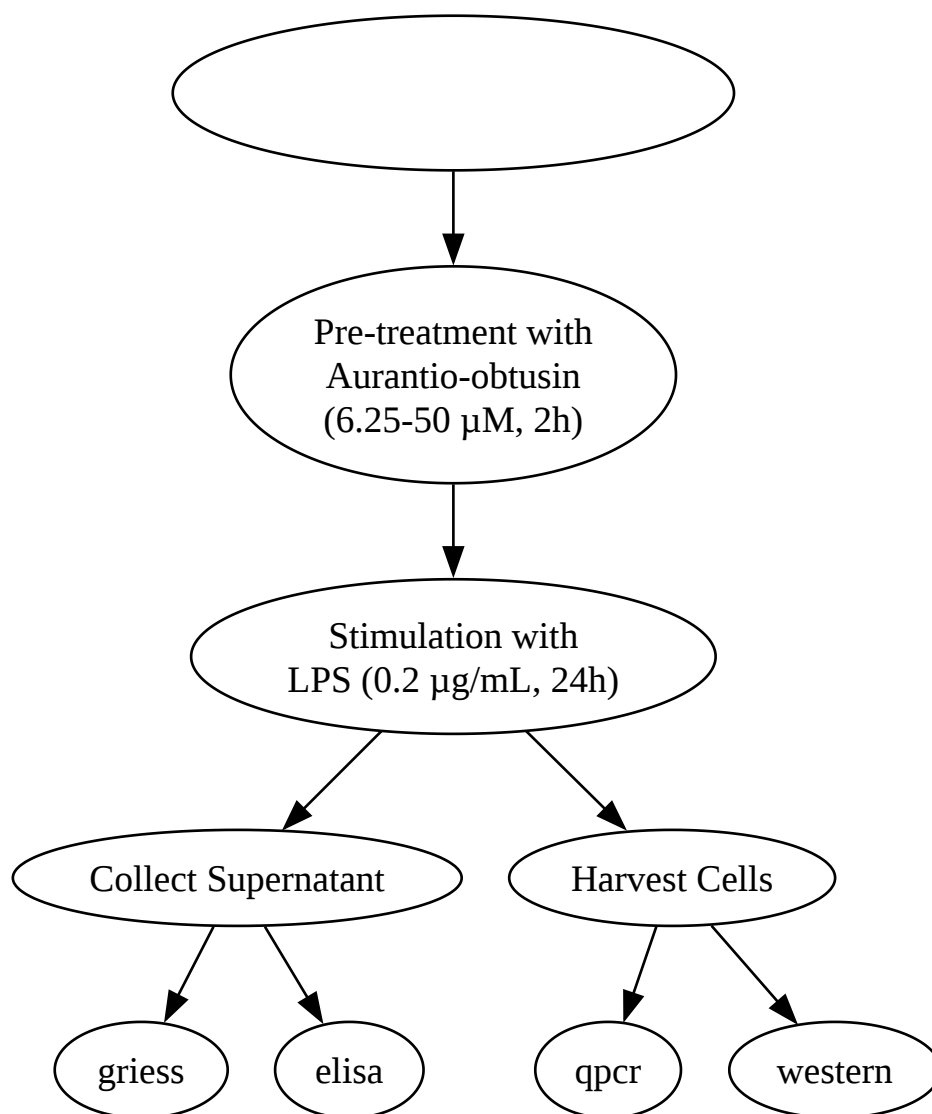 Pre-treatment with
Aurantio-obtusin
(6.25-50 µM, 2h)
Stimulation with
LPS (0.2 µg/mL, 24h)
Collect Supernatant
Harvest Cells
griess
elisa
qpcr
western